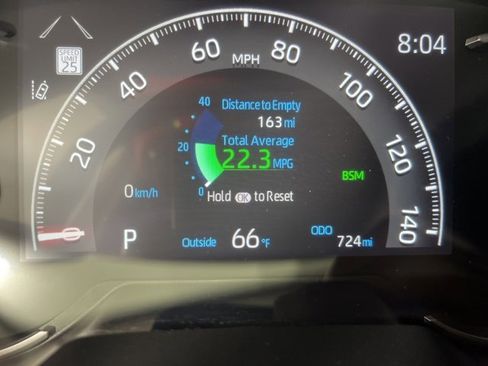 60 MPH 80
8:04
SPEED LIMIT 25
40 100
40 Distance to Empty
163 mi
Total Average
20 22.3 MPG
20 120
BSM
0
0 km/h
Hold OK to Reset
0 140
P Outside 66°F ODO 724 mi